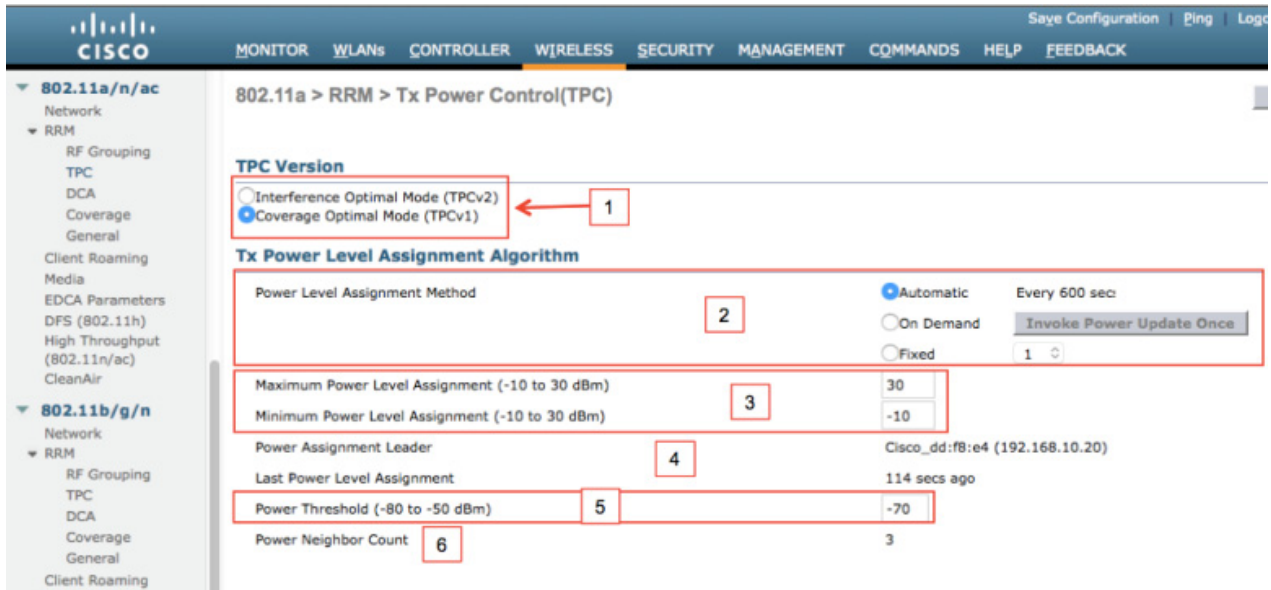 Save Configuration | Ping | Logo
CISCO
MONITOR WLANs CONTROLLER WIRELESS SECURITY MANAGEMENT COMMANDS HELP FEEDBACK
802.11a/n/ac
Network
RRM
RF Grouping
TPC
DCA
Coverage
General
Client Roaming
Media
EDCA Parameters
DFS (802.11h)
High Throughput
(802.11n/ac)
CleanAir
802.11b/g/n
Network
RRM
RF Grouping
TPC
DCA
Coverage
General
Client Roaming
802.11a > RRM > Tx Power Control(TPC)
TPC Version
Interference Optimal Mode (TPCv2)
Coverage Optimal Mode (TPCv1)
1
Tx Power Level Assignment Algorithm
Power Level Assignment Method
2
Automatic Every 600 sec
On Demand Invoke Power Update Once
Fixed 1
Maximum Power Level Assignment (-10 to 30 dBm) 30
3
Minimum Power Level Assignment (-10 to 30 dBm) -10
Power Assignment Leader Cisco_dd:f8:e4 (192.168.10.20)
4
Last Power Level Assignment 114 secs ago
Power Threshold (-80 to -50 dBm) 5 -70
Power Neighbor Count 6 3